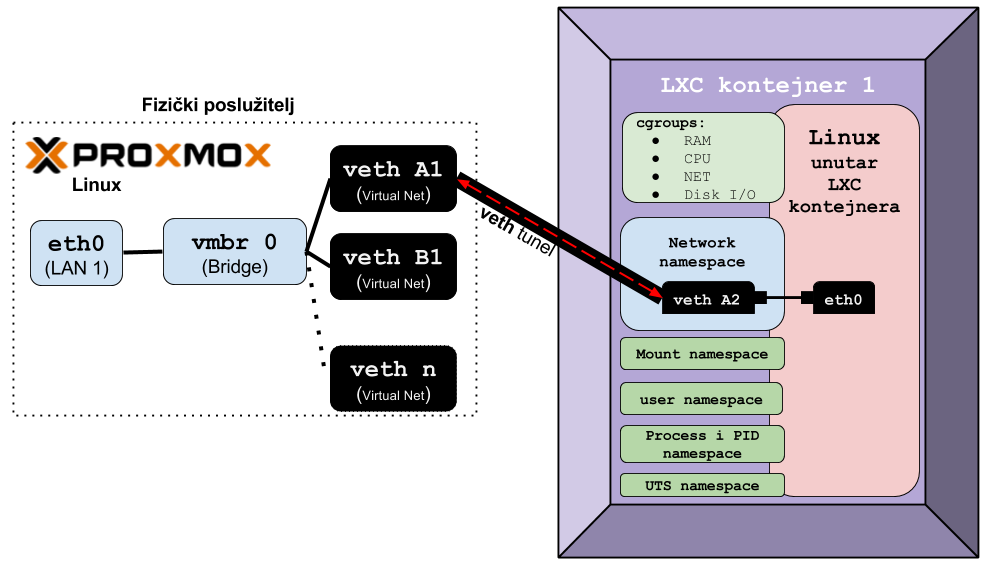 Fizički poslužitelj
PROXMOX
Linux
eth0
(LAN 1)
vmbr 0
(Bridge)
veth A1
(Virtual Net)
veth B1
(Virtual Net)
veth n
(Virtual Net)
veth tunel
LXC kontejner 1
cgroups:
● RAM
● CPU
● NET
● Disk I/O
Linux
unutar
LXC
kontejnera
Network
namespace
veth A2
eth0
Mount namespace
user namespace
Process i PID
namespace
UTS namespace